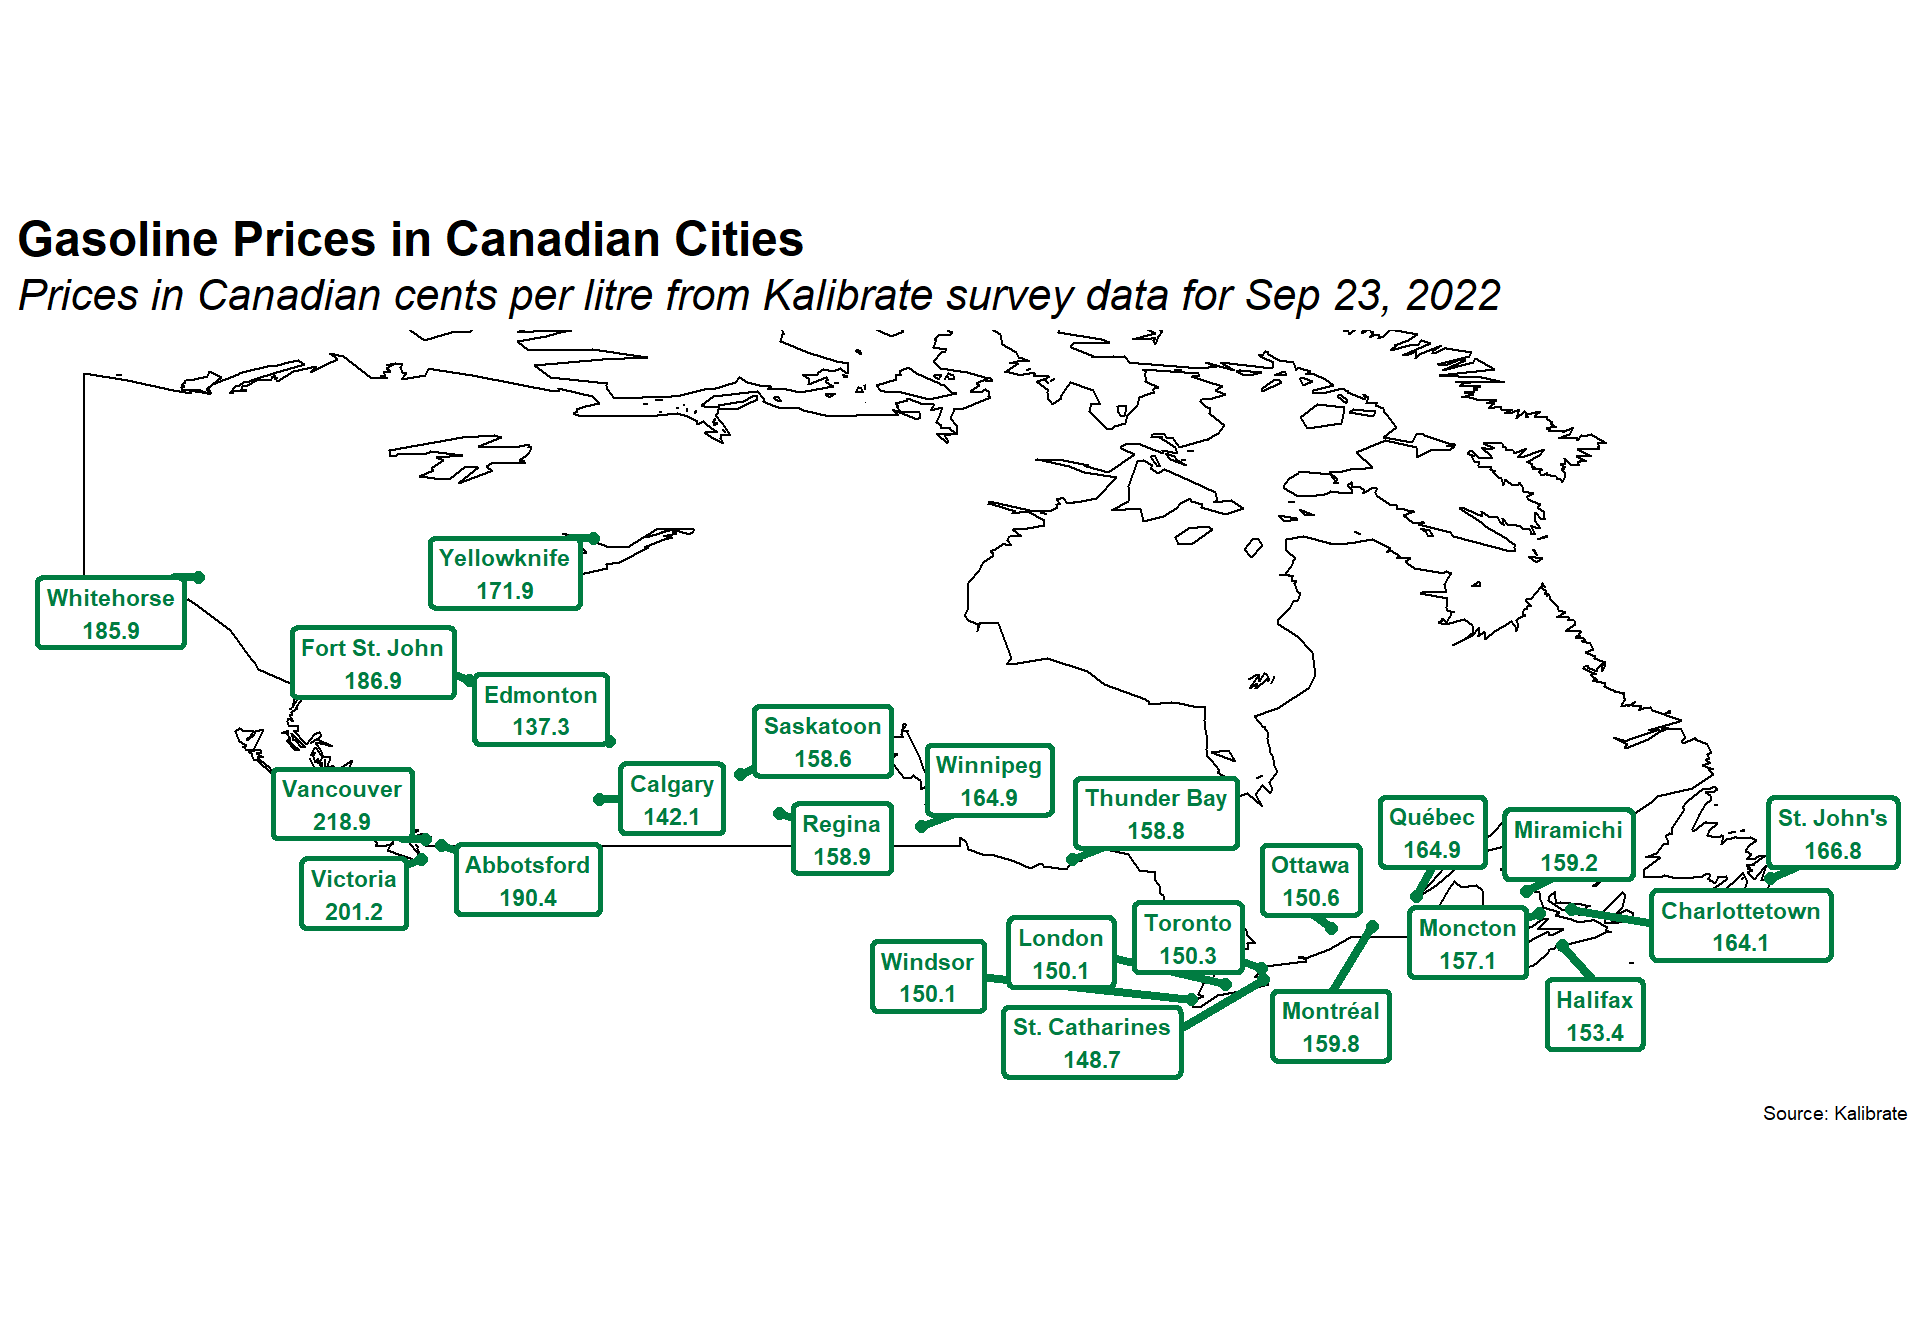 Gasoline Prices in Canadian Cities
Prices in Canadian cents per litre from Kalibrate survey data for Sep 23, 2022
Yellowknife
171.9
Whitehorse
185.9
Fort St. John
186.9
Edmonton
137.3
Saskatoon
158.6
Winnipeg
164.9
Calgary
142.1
Vancouver
218.9
Thunder Bay
158.8
Regina
158.9
Québec
164.9
Miramichi
159.2
St. John's
166.8
Abbotsford
190.4
Victoria
201.2
Ottawa
150.6
Charlottetown
164.1
Toronto
150.3
London
150.1
Moncton
157.1
Windsor
150.1
Halifax
153.4
Montréal
159.8
St. Catharines
148.7
Source: Kalibrate